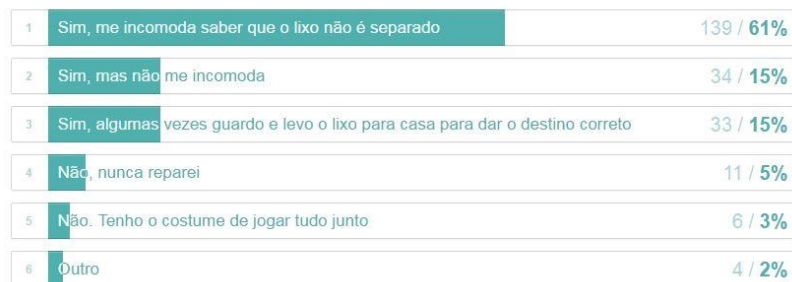 1 Sim, me incomoda saber que o lixo não é separado 139 / 61%
2 Sim, mas não me incomoda 34 / 15%
3 Sim, algumas vezes guardo e levo o lixo para casa para dar o destino correto 33 / 15%
4 Não, nunca reparei 11 / 5%
5 Não. Tenho o costume de jogar tudo junto 6 / 3%
6 Outro 4 / 2%